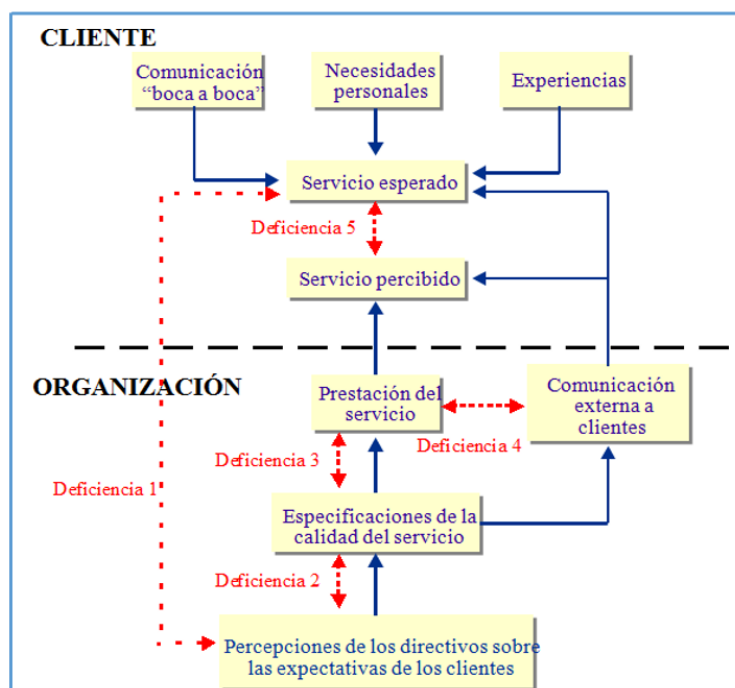 CLIENTE
Comunicación
“boca a boca”
Necesidades
personales
Experiencias
Servicio esperado
Deficiencia 5
Servicio percibido
ORGANIZACIÓN
Prestación del
servicio
Comunicación
externa a
clientes
Deficiencia 4
Deficiencia 3
Deficiencia 1
Especificaciones de la
calidad del servicio
Deficiencia 2
Percepciones de los directivos sobre
las expectativas de los clientes